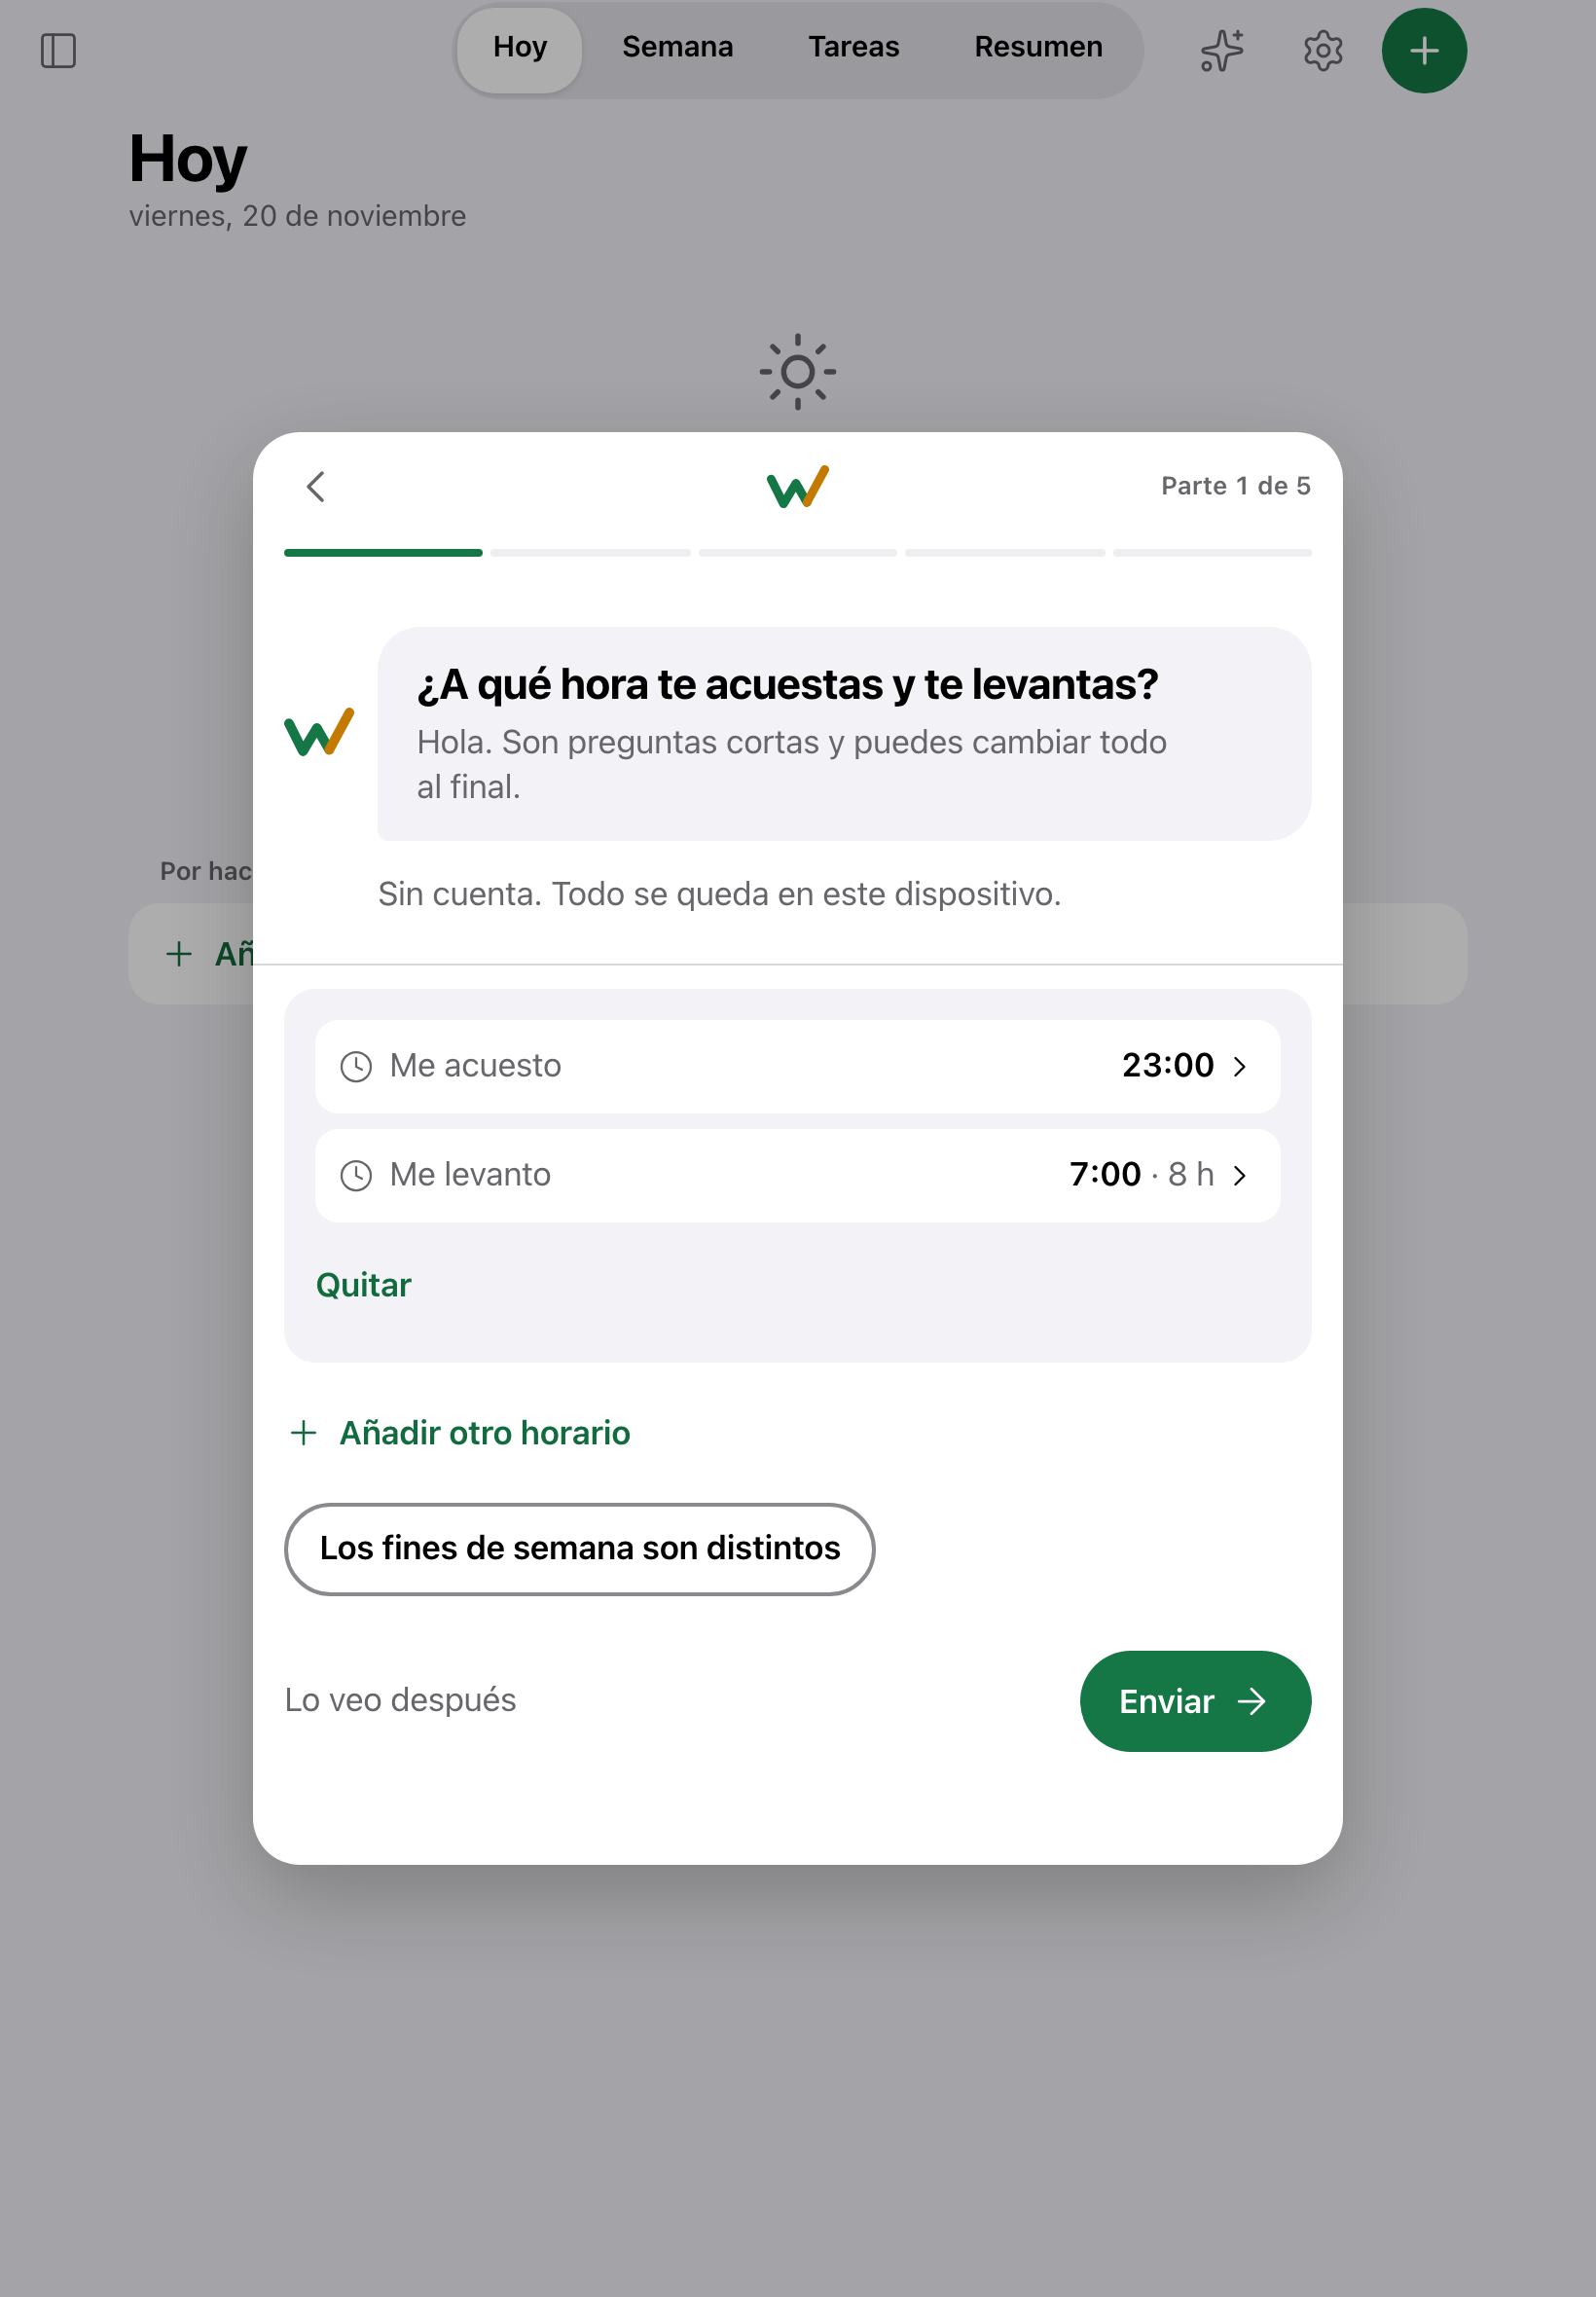 Hoy
Semana
Tareas
Resumen
Hoy
viernes, 20 de noviembre
Parte 1 de 5
¿A qué hora te acuestas y te levantas?
Hola. Son preguntas cortas y puedes cambiar todo
al final.
Por hac
Sin cuenta. Todo se queda en este dispositivo.
Añ
Me acuesto
23:00
Me levanto
7:00 · 8 h
Quitar
Añadir otro horario
Los fines de semana son distintos
Lo veo después
Enviar